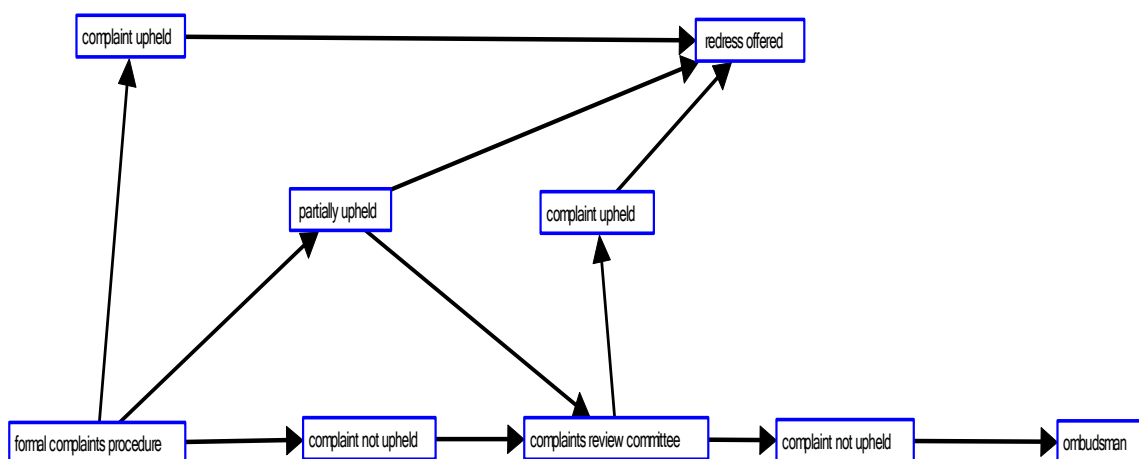 complaint upheld
redress offered
partially upheld
complaint upheld
formal complaints procedure
complaint not upheld
complaints review committee
complaint not upheld
ombudsman